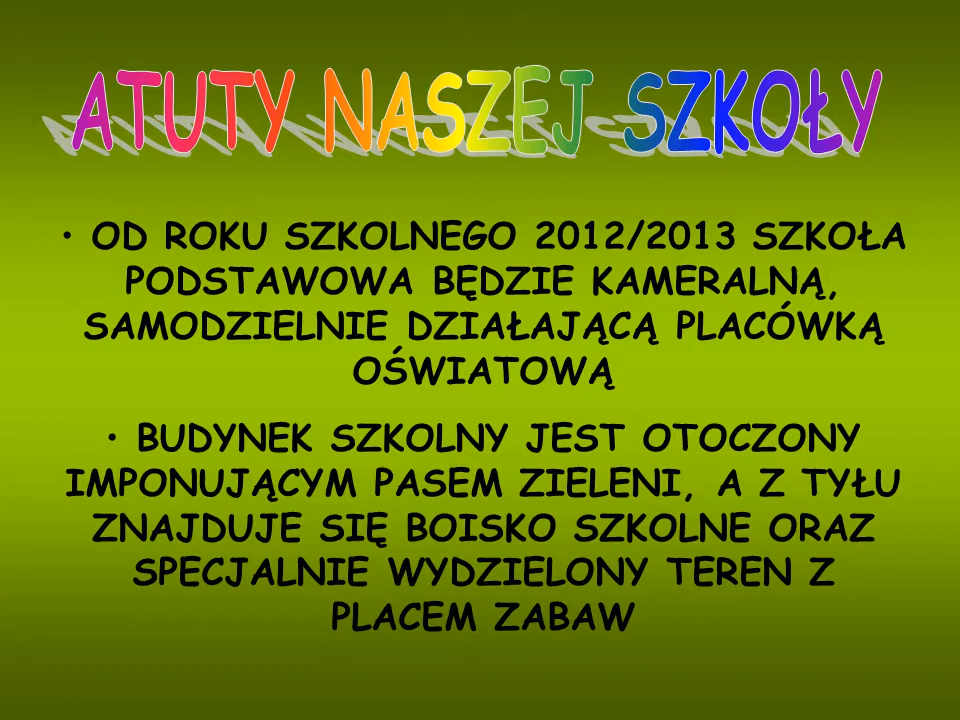 ATUTY NASZEJ SZKOŁY
• OD ROKU SZKOLNEGO 2012/2013 SZKOŁA
PODSTAWOWA BĘDZIE KAMERALNĄ,
SAMODZIELNIE DZIAŁAJĄCĄ PLACÓWKĄ
OŚWIATOWĄ
• BUDYNEK SZKOLNY JEST OTOCZONY
IMPONUJĄCYM PASEM ZIELENI, A Z TYŁU
ZNAJDUJE SIĘ BOISKO SZKOLNE ORAZ
SPECJALNIE WYDZIELONY TEREN Z
PLACEM ZABAW